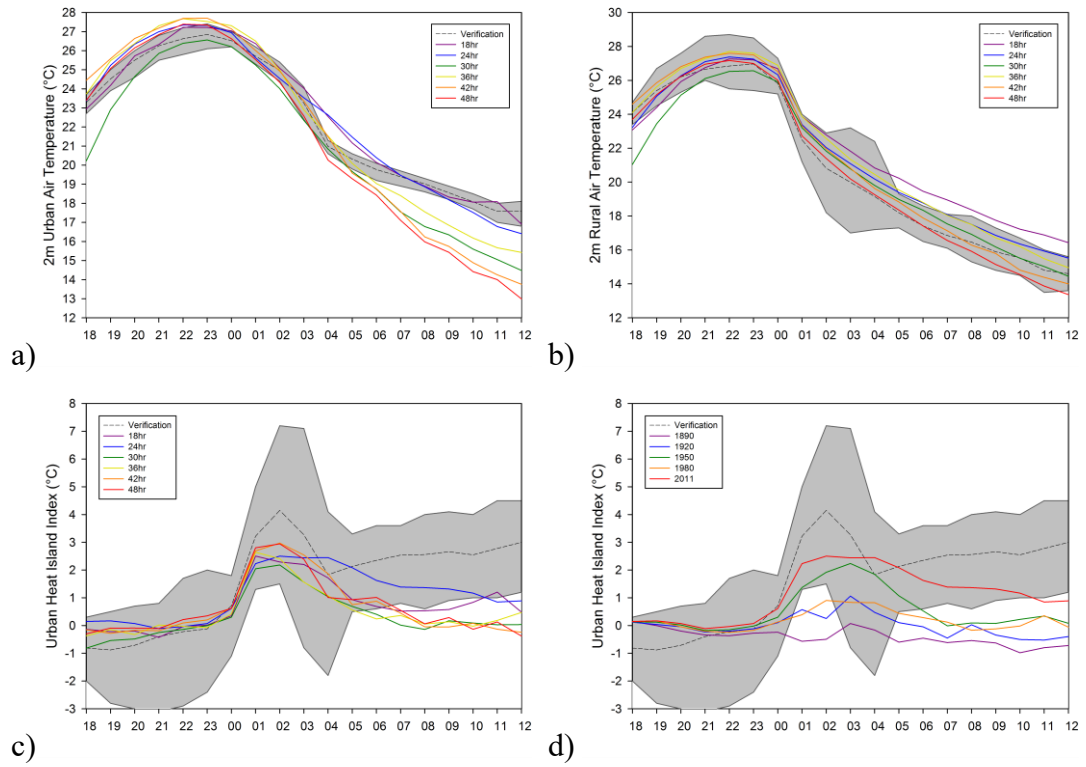 28
27
26
25
24
23
22
21
20
19
18
17
16
15
14
13
12
2m Urban Air Temperature (°C)
Verification
18hr
24hr
30hr
36hr
42hr
48hr
18 19 20 21 22 23 00 01 02 03 04 05 06 07 08 09 10 11 12
a)
30
28
26
24
22
20
18
16
14
12
2m Rural Air Temperature (°C)
Verification
18hr
24hr
30hr
36hr
42hr
48hr
18 19 20 21 22 23 00 01 02 03 04 05 06 07 08 09 10 11 12
b)
8
7
6
5
4
3
2
1
0
-1
-2
-3
Urban Heat Island Index (°C)
Verification
18hr
24hr
30hr
36hr
42hr
48hr
18 19 20 21 22 23 00 01 02 03 04 05 06 07 08 09 10 11 12
c)
8
7
6
5
4
3
2
1
0
-1
-2
-3
Urban Heat Island Index (°C)
Verification
1890
1920
1950
1980
2011
18 19 20 21 22 23 00 01 02 03 04 05 06 07 08 09 10 11 12
d)